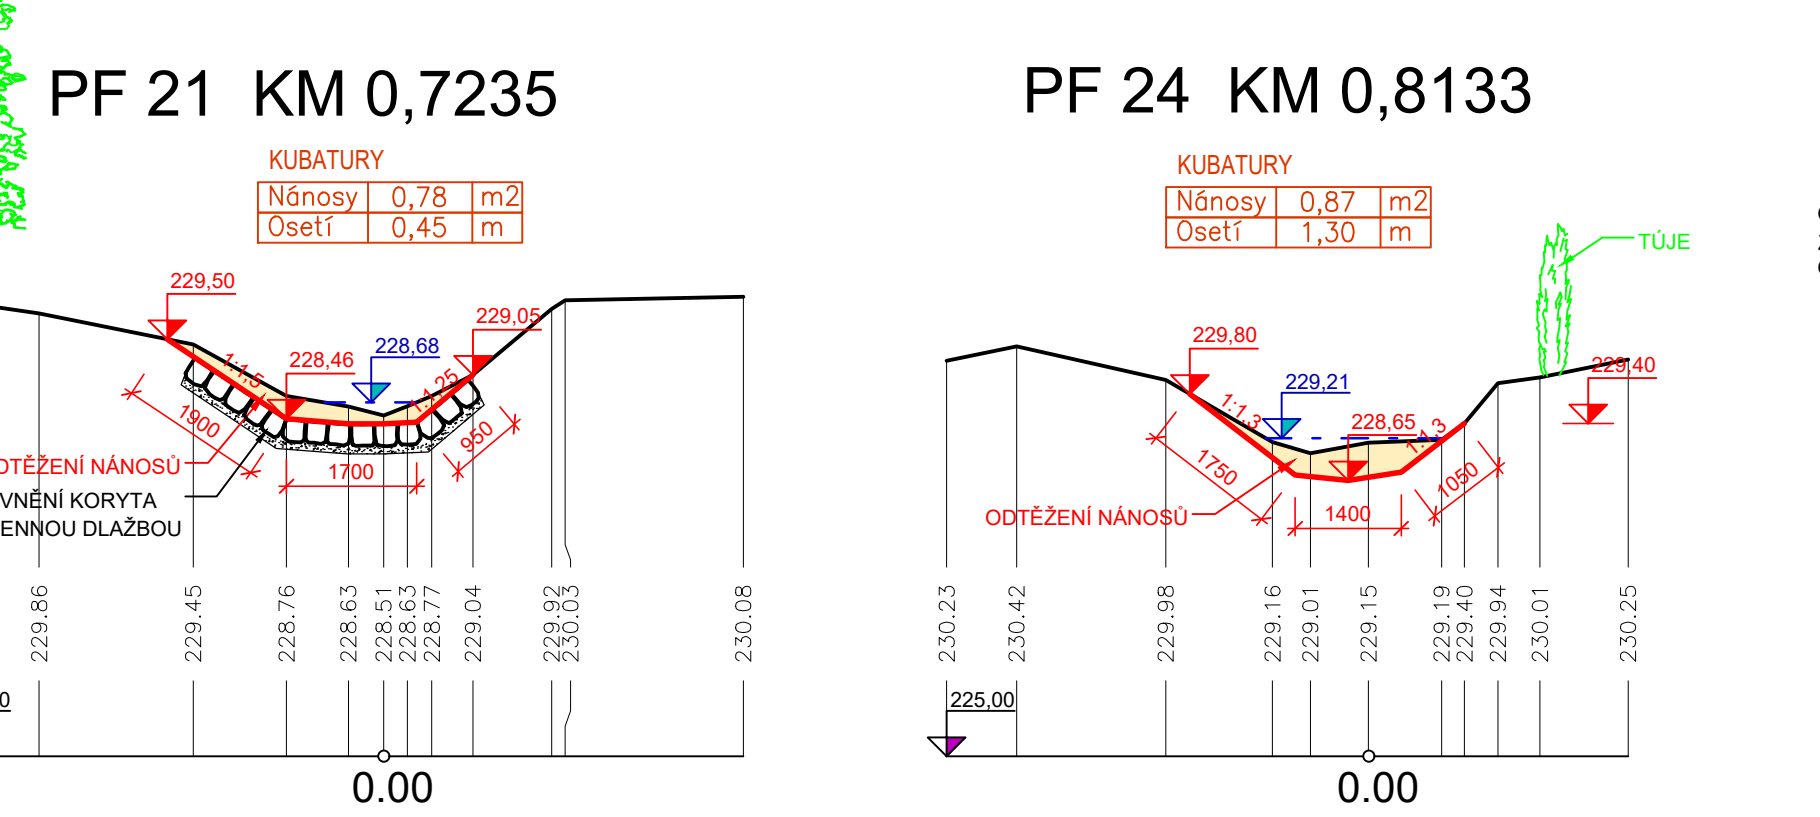 PF 21 KM 0,7235
KUBATURY
Nánosy 0,78 m2
Osetí 0,45 m
229,50
229,05
228,68
228,46
1:1,5
1:1,25
1900
950
1700
DTĚŽENÍ NÁNOSŮ
VNĚNÍ KORYTA
ENNOU DLAŽBOU
229.86 229.45 228.76 228.63 228.51 228.63 228.77 229.04 229.92 230.03 230.08
0
0.00
PF 24 KM 0,8133
KUBATURY
Nánosy 0,87 m2
Osetí 1,30 m
TÚJE
229,80
229,40
229,21
228,65
1:1,3
1:1,3
1750
1050
1400
ODTĚŽENÍ NÁNOSŮ
230.23 230.42 229.98 229.16 229.01 229.15 229.19 229.40 229.94 230.01 230.25
225,00
0.00